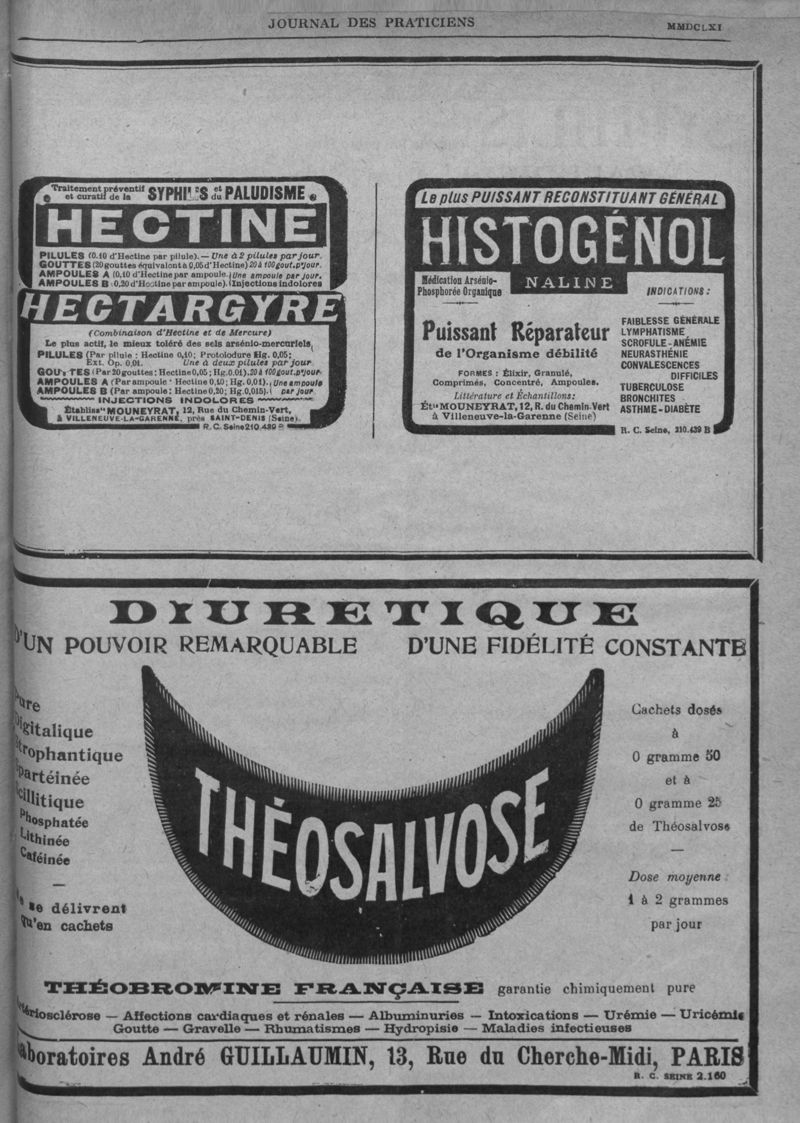 JOURNAL DES PRATICIENS
MMDCLXI
Traitement préventif et curatif de la SYPHILIS et du PALUDISME
HECTINE
PILULES (0.10 d'Hectine par pilule). — Une à 2 pilules par jour.
GOUTTES (20 gouttes équivalent à 0,05 d'Hectine) 20 à 100 gout. p'r jour.
AMPOULES A (0,10 d'Hectine par ampoule. Une ampoule par jour.
AMPOULES B (0,20 d'Hectine par ampoule). Injections indolores
HECTARGYRE
(Combinaison d'Hectine et de Mercure)
Le plus actif, le mieux toléré des sels arsénio-mercuriels.
PILULES (Par pilule : Hectine 0,10; Protoiodure Hg. 0,05;
Ext. Op. 0,01. Une à deux pilules par jour
GOUTTES (Par 20 gouttes: Hectine 0,05; Hg. 0,01). 20 à 100 gout. p'r jour
AMPOULES A (Par ampoule · Hectine 0,10; Hg. 0,01). Une ampoule
AMPOULES B (Par ampoule: Hectine 0,20; Hg. 0,015). par jour
INJECTIONS INDOLORES
Établiss'ts MOUNEYRAT, 12, Rue du Chemin-Vert,
à VILLENEUVE-LA-GARENNE, près SAINT-DENIS (Seine).
R. C. Seine 210.439 B
Le plus PUISSANT RECONSTITUANT GÉNÉRAL
HISTOGÉNOL
Médication Arsénio-
Phosphorée Organique
NALINE
INDICATIONS :
Puissant Réparateur
de l'Organisme débilité
FORMES : Élixir, Granulé,
Comprimés, Concentré, Ampoules.
Littérature et Échantillons:
Éts MOUNEYRAT, 12, R. du Chemin-Vert
à Villeneuve-la-Garenne (Seine)
FAIBLESSE GÉNÉRALE
LYMPHATISME
SCROFULE - ANÉMIE
NEURASTHÉNIE
CONVALESCENCES
DIFFICILES
TUBERCULOSE
BRONCHITES
ASTHME - DIABÈTE
R. C. Seine, 210.439 B
DIURETIQUE
D'UN POUVOIR REMARQUABLE D'UNE FIDÉLITÉ CONSTANTE
Pure
Digitalique
Strophantique
Spartéinée
Scillitique
Phosphatée
Lithinée
Caféinée
—
se délivrent
qu'en cachets
THÉOSALVOSE
Cachets dosés
à
0 gramme 50
et à
0 gramme 25
de Théosalvose
—
Dose moyenne :
1 à 2 grammes
par jour
THÉOBROMINE FRANÇAISE garantie chimiquement pure
Artériosclérose — Affections cardiaques et rénales — Albuminuries — Intoxications — Urémie — Uricémie
Goutte — Gravelle — Rhumatismes — Hydropisie — Maladies infectieuses
Laboratoires André GUILLAUMIN, 13, Rue du Cherche-Midi, PARIS
R. C. SEINE 2.160